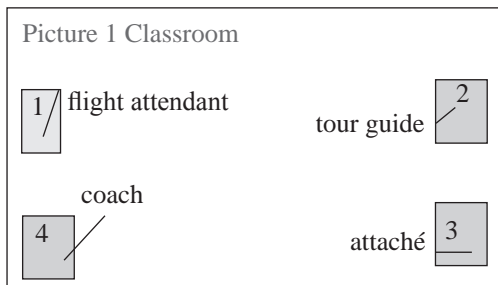 Picture 1 Classroom
1 flight attendant
tour guide 2
coach
4
attaché 3